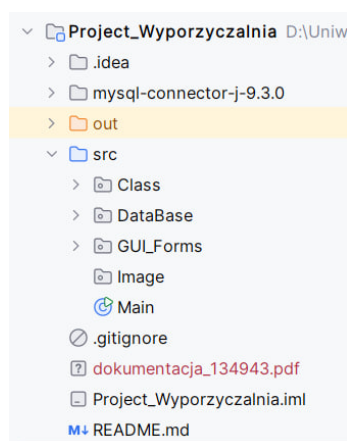 Project_Wyporzyczalnia D:\Uniw
.idea
mysql-connector-j-9.3.0
out
src
Class
DataBase
GUI_Forms
Image
Main
.gitignore
dokumentacja_134943.pdf
Project_Wyporzyczalnia.iml
M↓ README.md